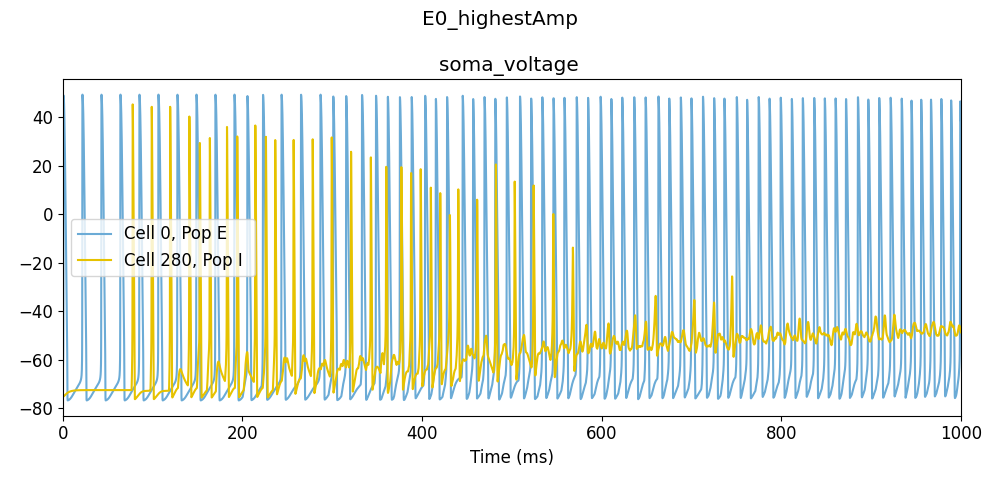 E0_highestAmp
soma_voltage
40
20
0
−20
−40
−60
−80
Cell 0, Pop E
Cell 280, Pop I
0 200 400 600 800 1000
Time (ms)